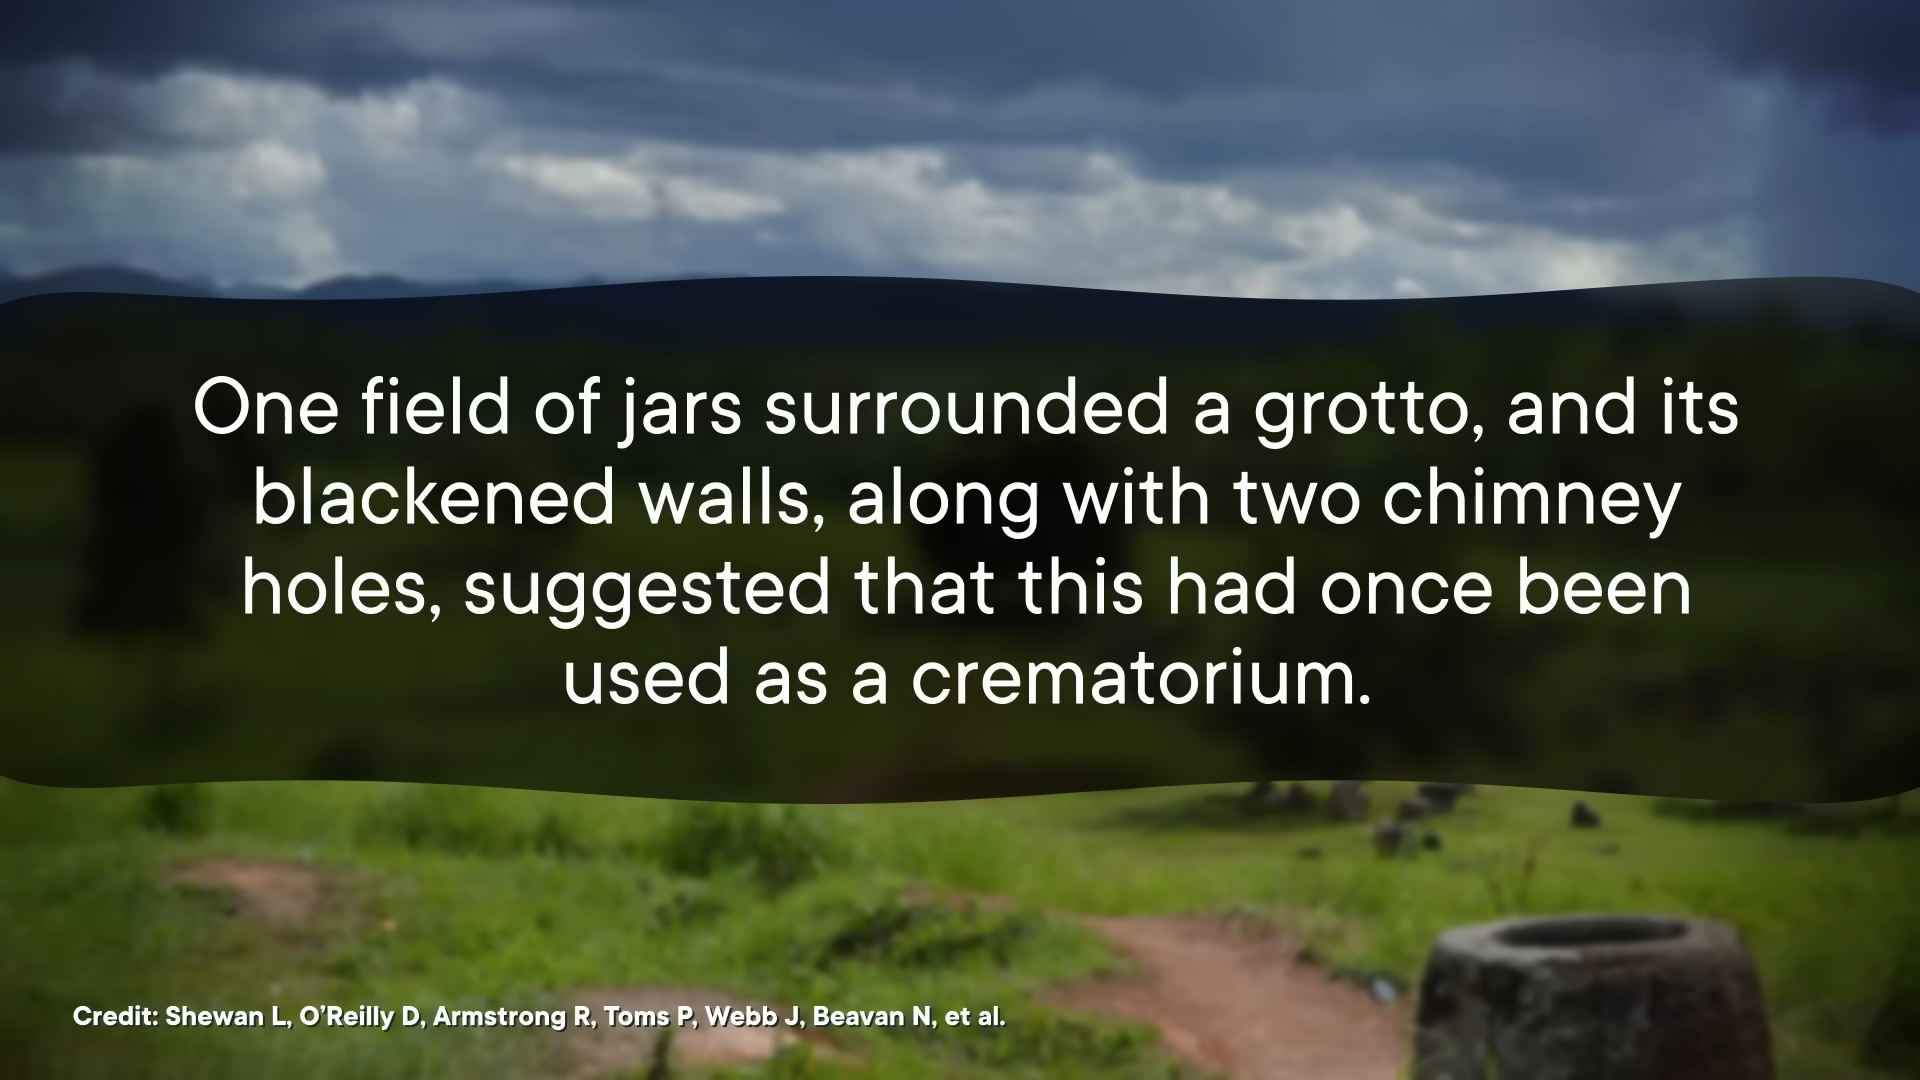 One field of jars surrounded a grotto, and its
blackened walls, along with two chimney
holes, suggested that this had once been
used as a crematorium.
Credit: Shewan L, O’Reilly D, Armstrong R, Toms P, Webb J, Beavan N, et al.